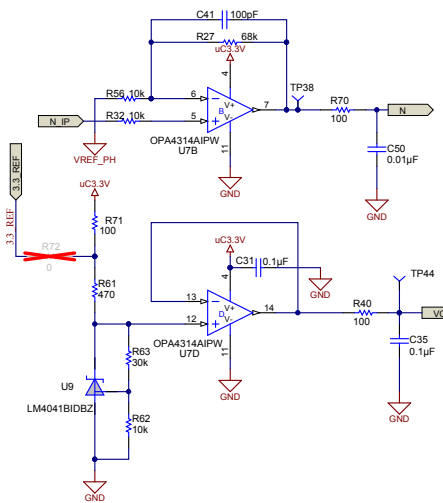 C41 100pF
R27 68k
uC3.3V
R56 10k
6
4
V+
B
V-
7
TP38
R70
100
N
N_IP
R32 10k
5
OPA4314AIPW
U7B
11
VREF_PH
GND
C50
0.01µF
GND
3.3_REF
3.3_REF
uC3.3V
R71
100
R72
0
R61
470
uC3.3V
C31 0.1µF
4
GND
13
V+
D
V-
14
12
OPA4314AIPW
U7D
11
GND
R40
100
TP44
C35
0.1µF
GND
R63
30k
U9
LM4041BIDBZ
R62
10k
GND